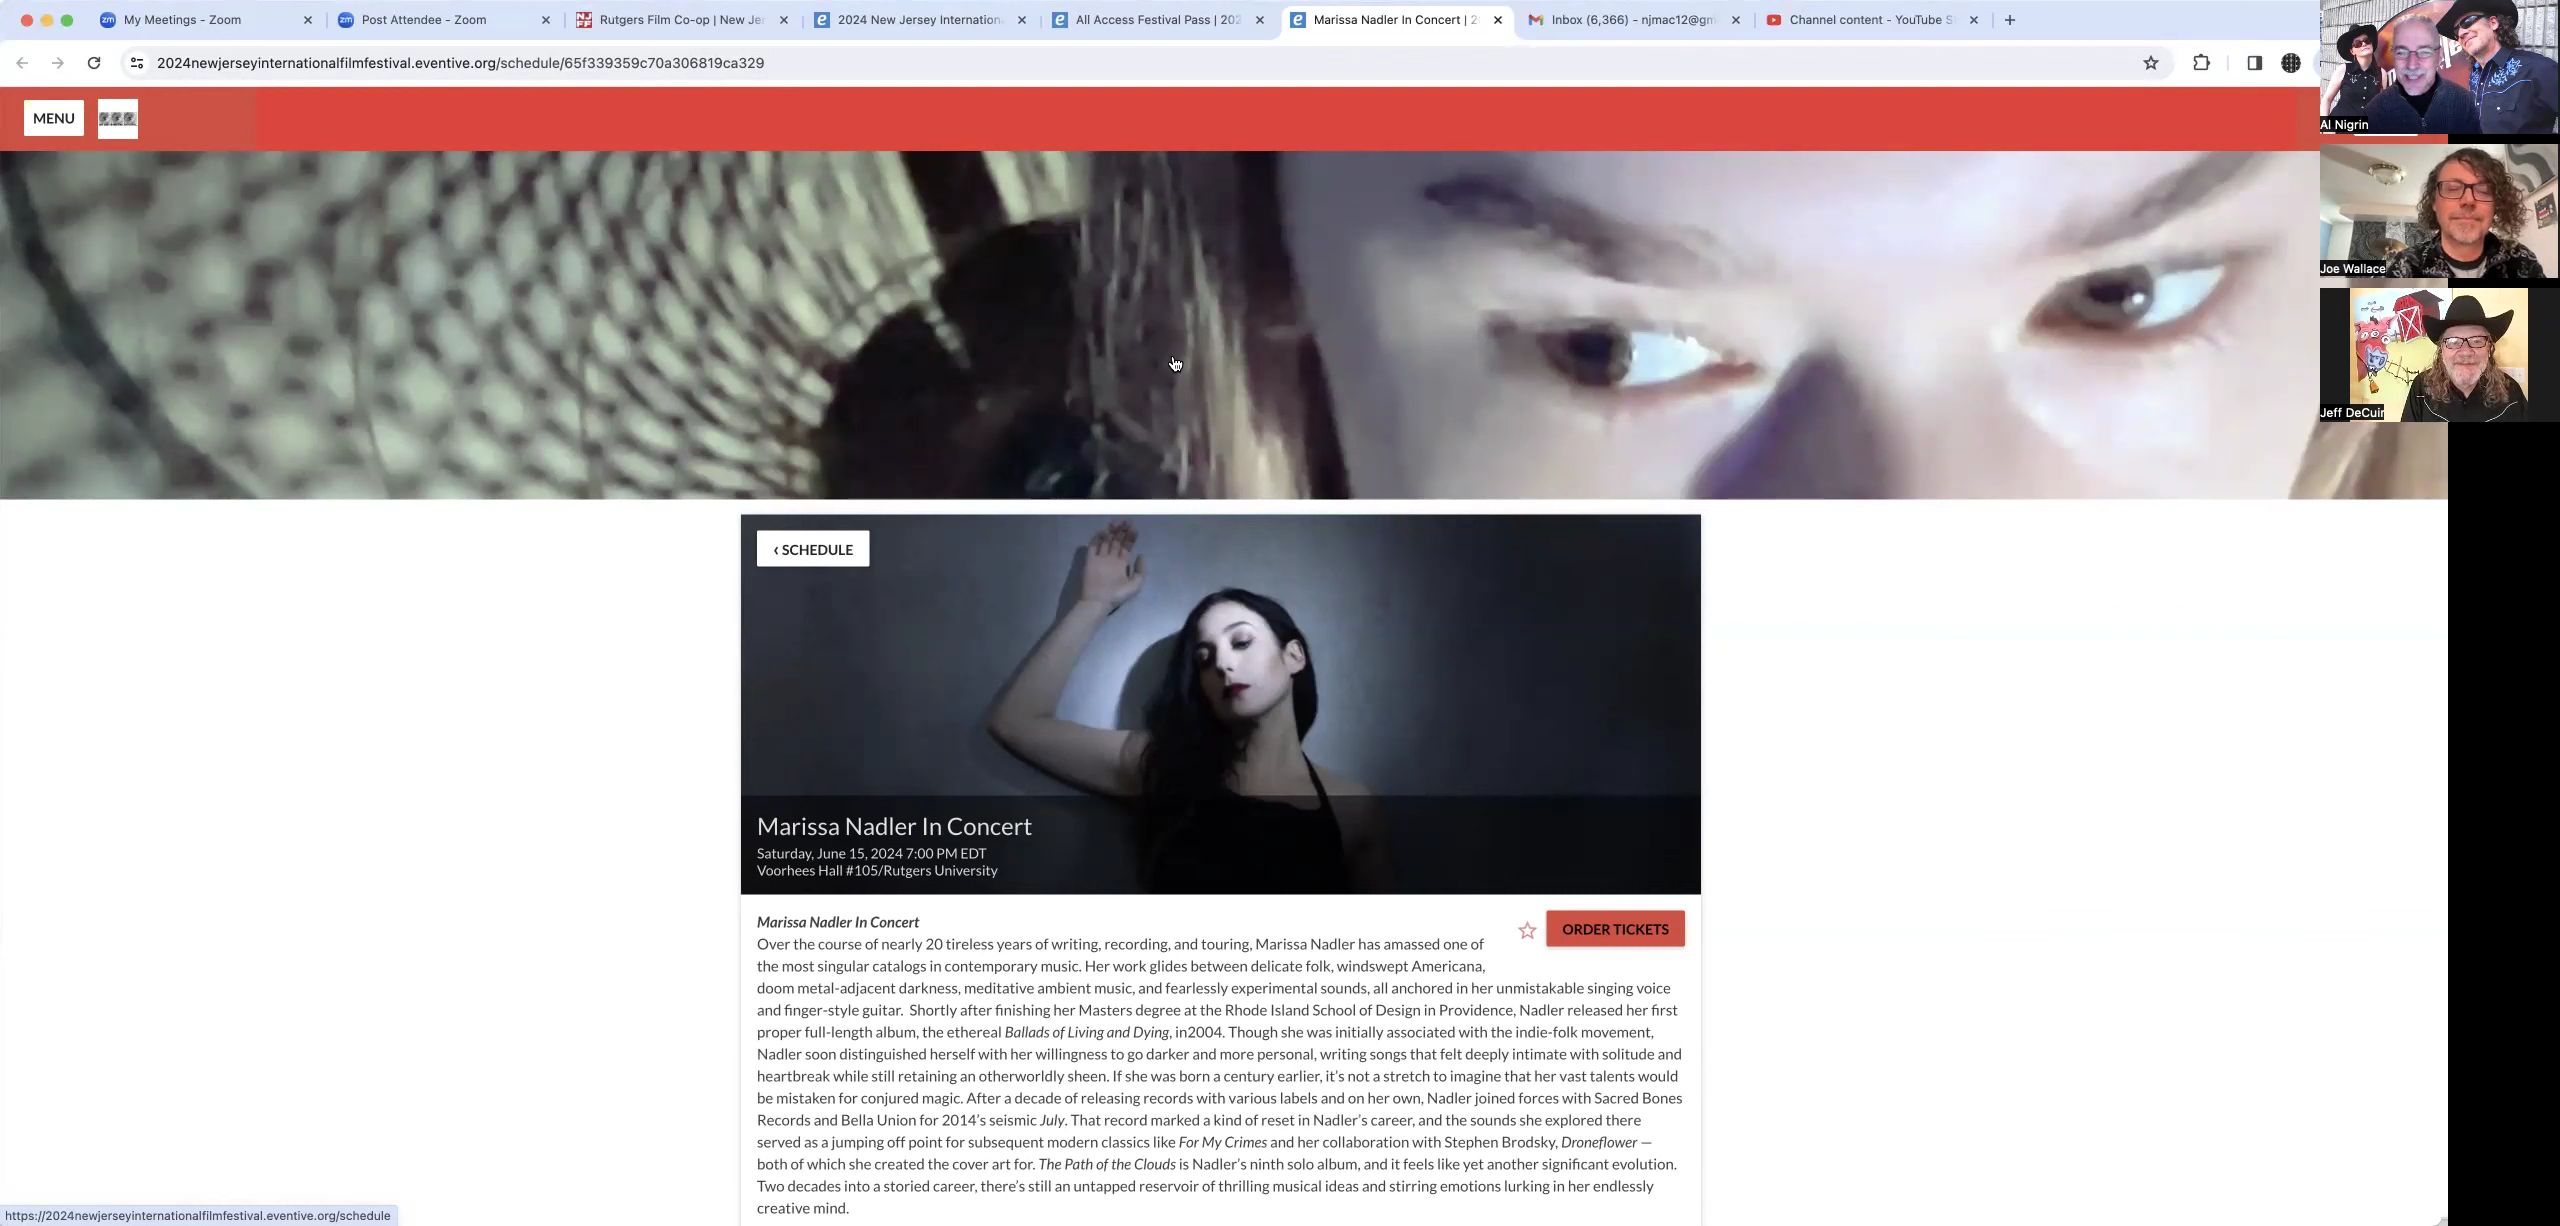 My Meetings - Zoom
Post Attendee - Zoom
Rutgers Film Co-op | New Jer
2024 New Jersey Internation
All Access Festival Pass | 202
Marissa Nadler In Concert | 2
Inbox (6,366) - njmac12@gm
Channel content - YouTube S
2024newjerseyinternationalfilmfestival.eventive.org/schedule/65f339359c70a306819ca329
MENU
Al Nigrin
Joe Wallace
Jeff DeCuir
‹ SCHEDULE
Marissa Nadler In Concert
Saturday, June 15, 2024 7:00 PM EDT
Voorhees Hall #105/Rutgers University
Marissa Nadler In Concert
ORDER TICKETS
Over the course of nearly 20 tireless years of writing, recording, and touring, Marissa Nadler has amassed one of
the most singular catalogs in contemporary music. Her work glides between delicate folk, windswept Americana,
doom metal-adjacent darkness, meditative ambient music, and fearlessly experimental sounds, all anchored in her unmistakable singing voice
and finger-style guitar.  Shortly after finishing her Masters degree at the Rhode Island School of Design in Providence, Nadler released her first
proper full-length album, the ethereal Ballads of Living and Dying, in2004. Though she was initially associated with the indie-folk movement,
Nadler soon distinguished herself with her willingness to go darker and more personal, writing songs that felt deeply intimate with solitude and
heartbreak while still retaining an otherworldly sheen. If she was born a century earlier, it's not a stretch to imagine that her vast talents would
be mistaken for conjured magic. After a decade of releasing records with various labels and on her own, Nadler joined forces with Sacred Bones
Records and Bella Union for 2014's seismic July. That record marked a kind of reset in Nadler's career, and the sounds she explored there
served as a jumping off point for subsequent modern classics like For My Crimes and her collaboration with Stephen Brodsky, Droneflower —
both of which she created the cover art for. The Path of the Clouds is Nadler's ninth solo album, and it feels like yet another significant evolution.
Two decades into a storied career, there's still an untapped reservoir of thrilling musical ideas and stirring emotions lurking in her endlessly
creative mind.
https://2024newjerseyinternationalfilmfestival.eventive.org/schedule